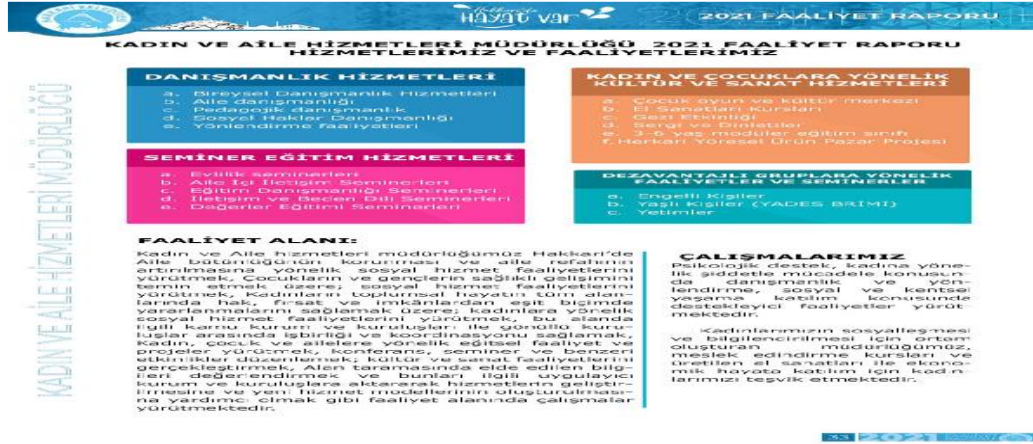 HAKKARİ BELEDİYESİ
Hakkari'de
Hayat var
2021 FAALİYET RAPORU
KADIN VE AİLE HİZMETLERİ MÜDÜRLÜĞÜ 2021 FAALİYET RAPORU
HİZMETLERİMİZ VE FAALİYETLERİMİZ
KADIN VE AİLE HİZMETLERİ MÜDÜRLÜĞÜ
DANIŞMANLIK HİZMETLERİ
a. Bireysel Danışmanlık Hizmetleri
b. Aile danışmanlığı
c. Pedagojik danışmanlık
d. Sosyal Haklar Danışmanlığı
e. Yönlendirme faaliyetleri
SEMİNER EĞİTİM HİZMETLERİ
a. Evlilik seminerleri
b. Aile İçi İletişim Seminerleri
c. Eğitim Danışmanlığı Seminerleri
d. İletişim ve Beden Dili Seminerleri
e. Değerler Eğitimi Seminerleri
KADIN VE ÇOCUKLARA YÖNELİK
KÜLTÜR VE SANAT HİZMETLERİ
a. Çocuk oyun ve kültür merkezi
b. El Sanatları Kursları
c. Gezi Etkinliği
d. Sergi ve Dinletiler
e. 3-6 yaş modüler eğitim sınıfı
f. Herkari Yöresel Ürün Pazar Projesi
DEZAVANTAJLI GRUPLARA YÖNELİK
FAALİYETLER VE SEMİNERLER
a. Engelli Kişiler
b. Yaşlı Kişiler (YADES BRİMİ)
c. Yetimler
FAALİYET ALANI:
Kadın ve Aile hizmetleri müdürlüğümüz Hakkari'de
Aile bütünlüğünün korunması ve aile refahının
artırılmasına yönelik sosyal hizmet faaliyetlerini
yürütmek, Çocukların ve gençlerin sağlıklı gelişimini
temin etmek üzere; sosyal hizmet faaliyetlerini
yürütmek, Kadınların toplumsal hayatın tüm alan-
larında hak, fırsat ve imkânlardan eşit biçimde
yararlanmalarını sağlamak üzere; kadınlara yönelik
sosyal hizmet faaliyetlerini yürütmek, bu alanda
ilgili kamu kurum ve kuruluşları ile gönüllü kuru-
luşlar arasında işbirliği ve koordinasyonu sağlamak,
Kadın, çocuk ve ailelere yönelik eğitsel faaliyet ve
projeler yürütmek, konferans, seminer ve benzeri
etkinlikler düzenlemek; kültür ve sanat faaliyetlerini
gerçekleştirmek, Alan taramasında elde edilen bilg-
ileri değerlendirmek ve bunları ilgili uygulayıcı
kurum ve kuruluşlara aktararak hizmetlerin geliştir-
ilmesine ve yeni hizmet modellerinin oluşturulması-
na yardımcı olmak gibi faaliyet alanında çalışmalar
yürütmektedir.
ÇALIŞMALARIMIZ
Psikolojik destek, kadına yöne-
lik şiddetle mücadele konusun-
da danışmanlık ve yön-
lendirme, sosyal ve kentsel
yaşama katılım konusunda
destekleyici faaliyetler yürüt-
mektedir.
Kadınlarımızın sosyalleşmesi
ve bilgilendirilmesi için ortam
oluşturan müdürlüğümüz,
meslek edindirme kursları ve
üretilen el sanatları ile ekono-
mik hayata katılım için kadın-
larımızı teşvik etmektedir.
33 2021